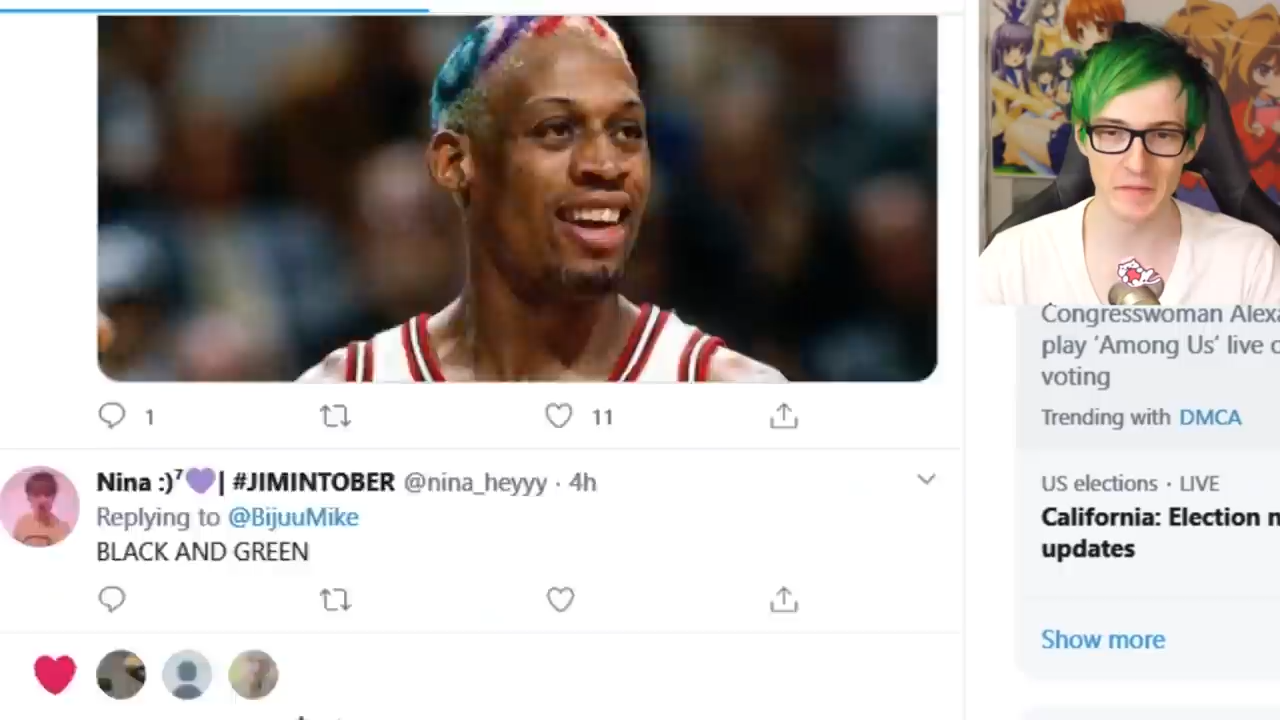 1
11
Nina :)⁷💜| #JIMINTOBER @nina_heyyy · 4h
Replying to @BijuuMike
BLACK AND GREEN
Congresswoman Alexa
play ‘Among Us’ live o
voting
Trending with DMCA
US elections · LIVE
California: Election n
updates
Show more